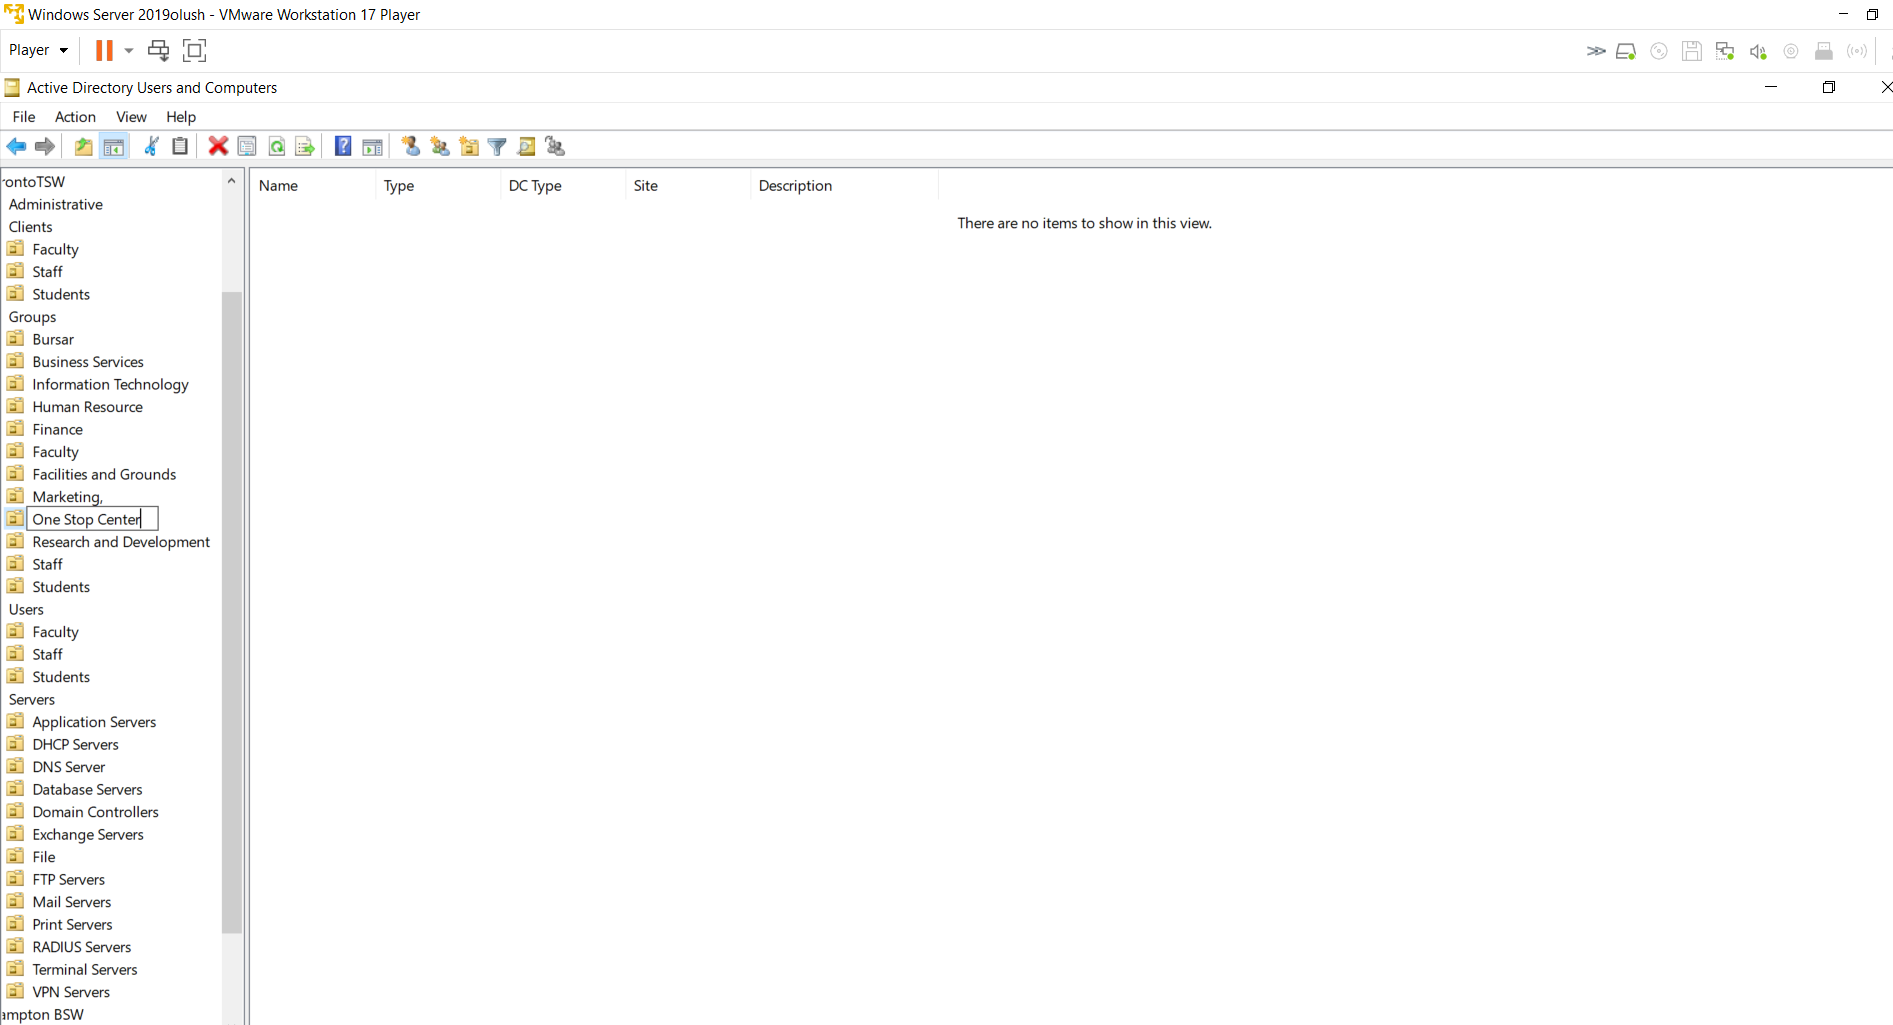 Windows Server 2019olush - VMware Workstation 17 Player
Player
Active Directory Users and Computers
File Action View Help
Name Type DC Type Site Description
There are no items to show in this view.
rontoTSW
Administrative
Clients
Faculty
Staff
Students
Groups
Bursar
Business Services
Information Technology
Human Resource
Finance
Faculty
Facilities and Grounds
Marketing,
One Stop Center
Research and Development
Staff
Students
Users
Faculty
Staff
Students
Servers
Application Servers
DHCP Servers
DNS Server
Database Servers
Domain Controllers
Exchange Servers
File
FTP Servers
Mail Servers
Print Servers
RADIUS Servers
Terminal Servers
VPN Servers
ampton BSW